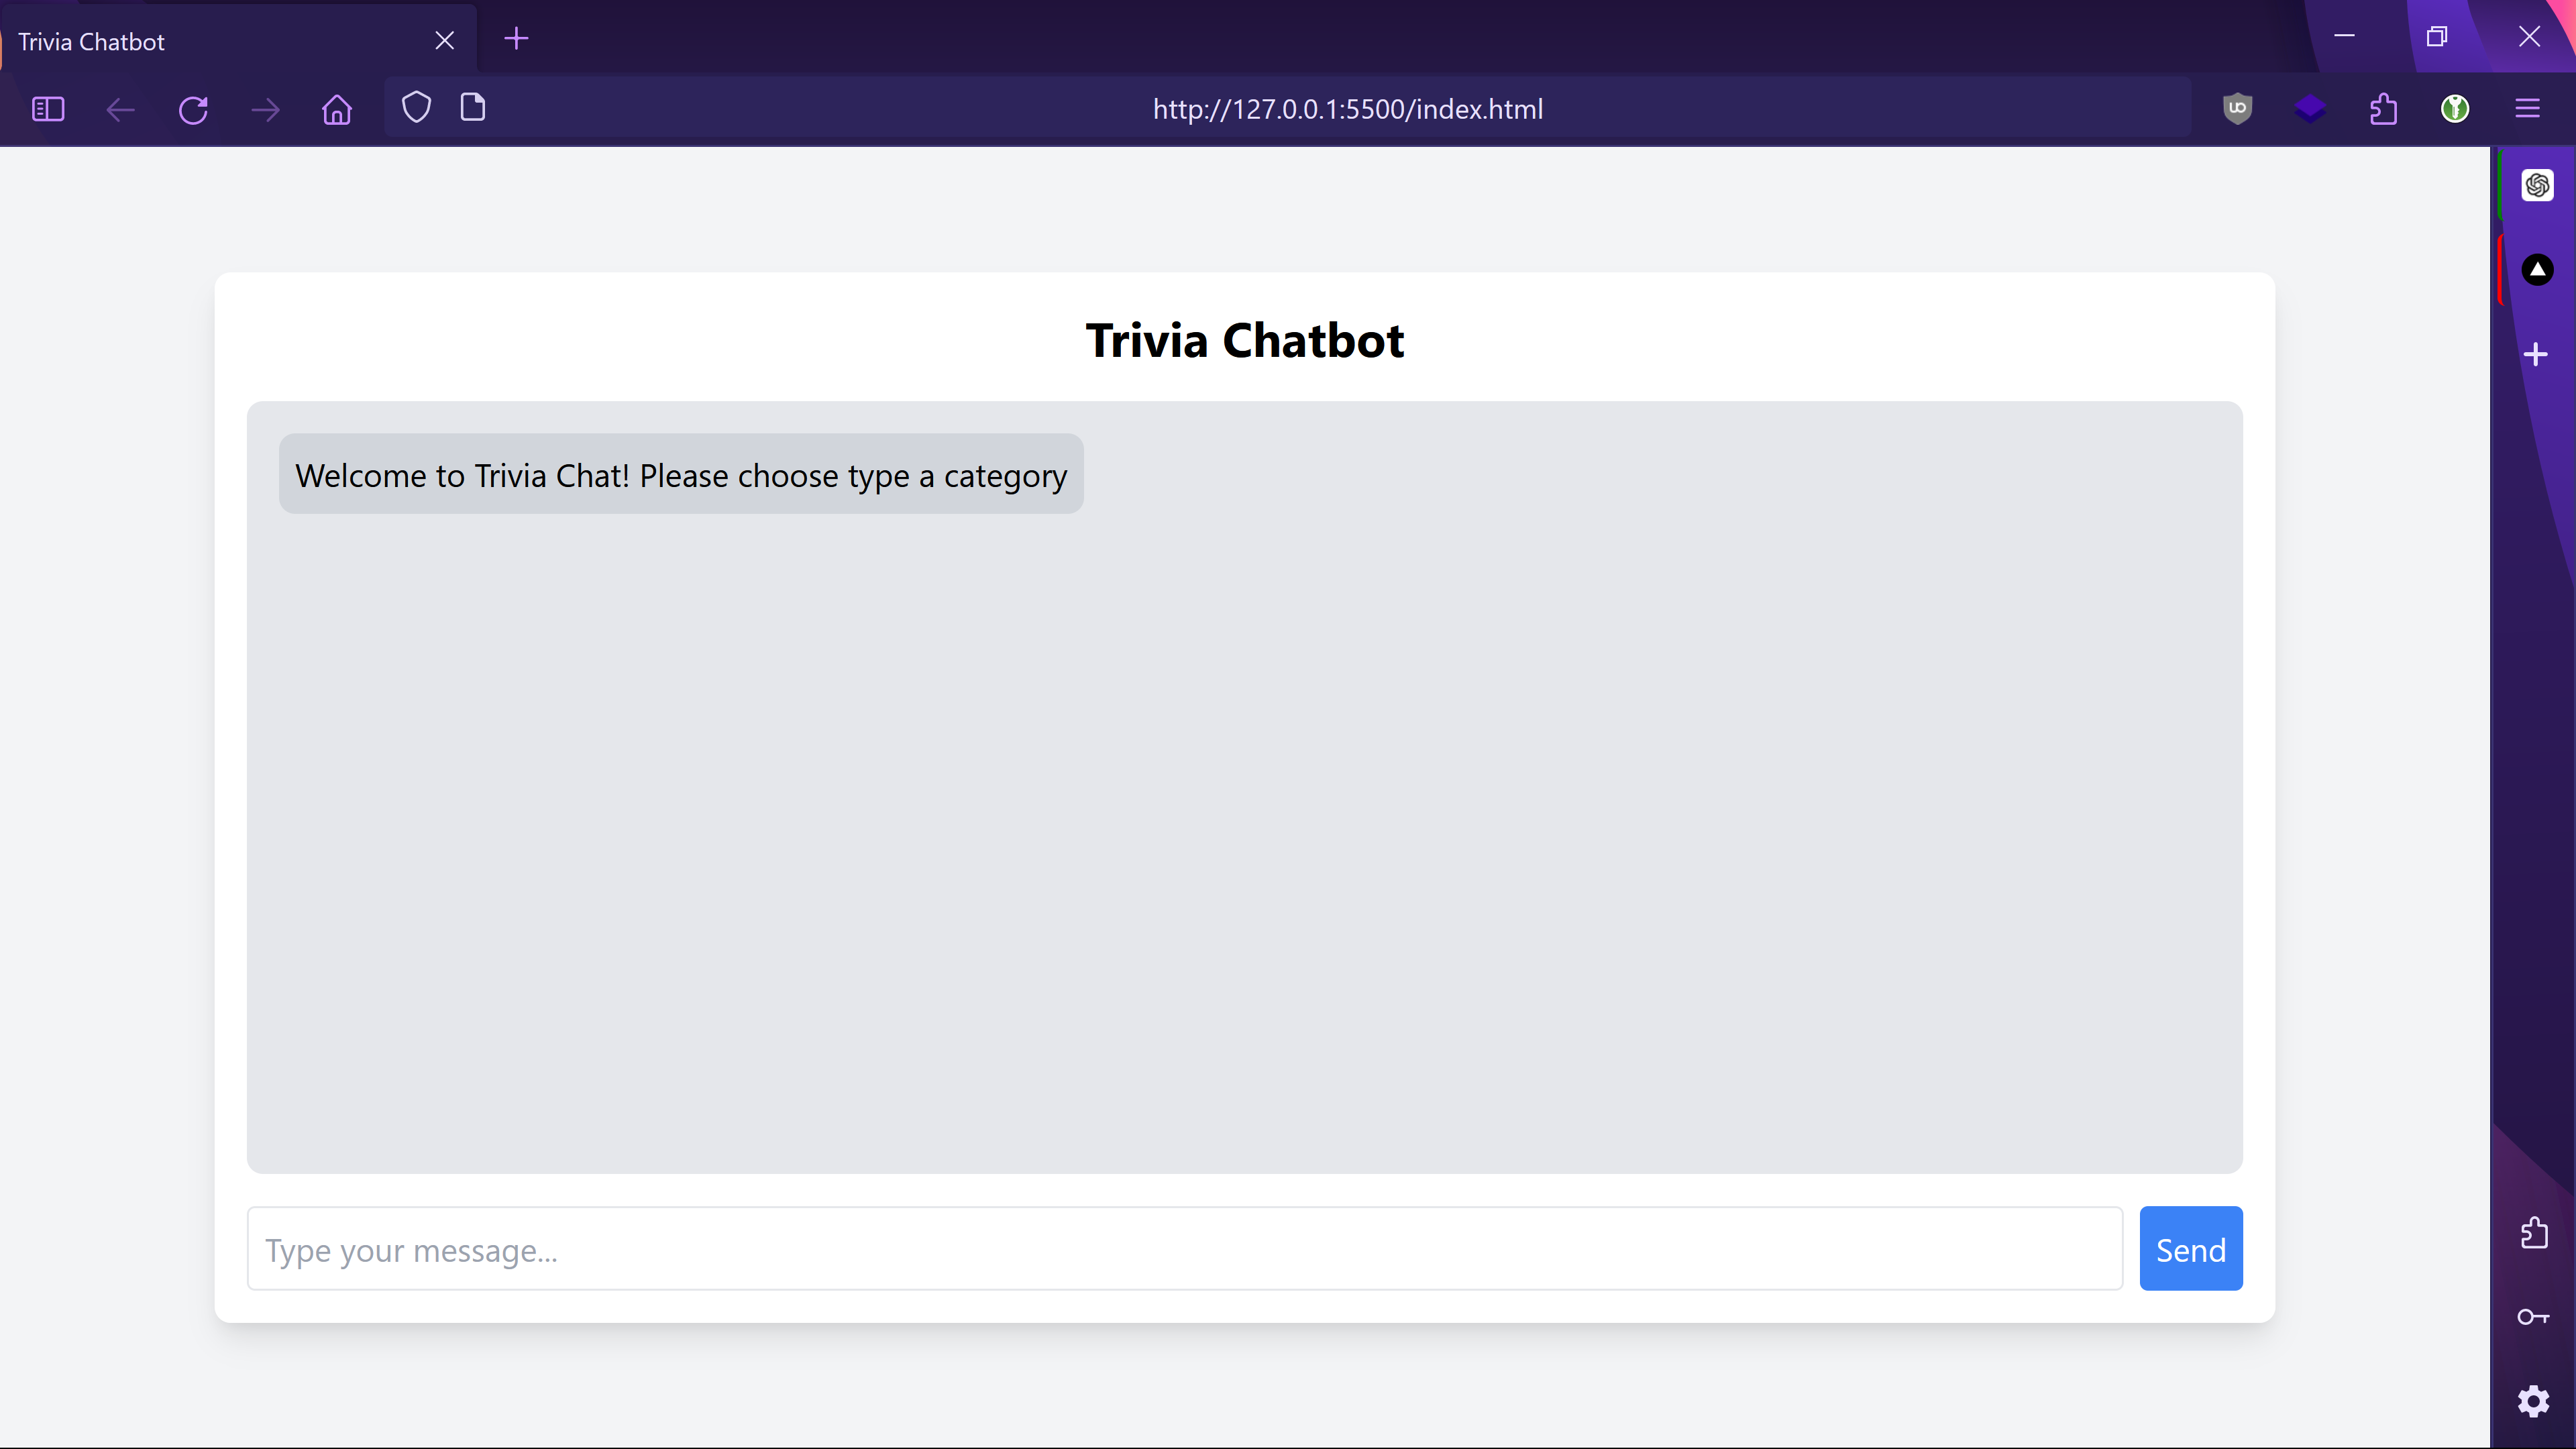 Trivia Chatbot
http://127.0.0.1:5500/index.html
Trivia Chatbot
Welcome to Trivia Chat! Please choose type a category
Type your message...
Send